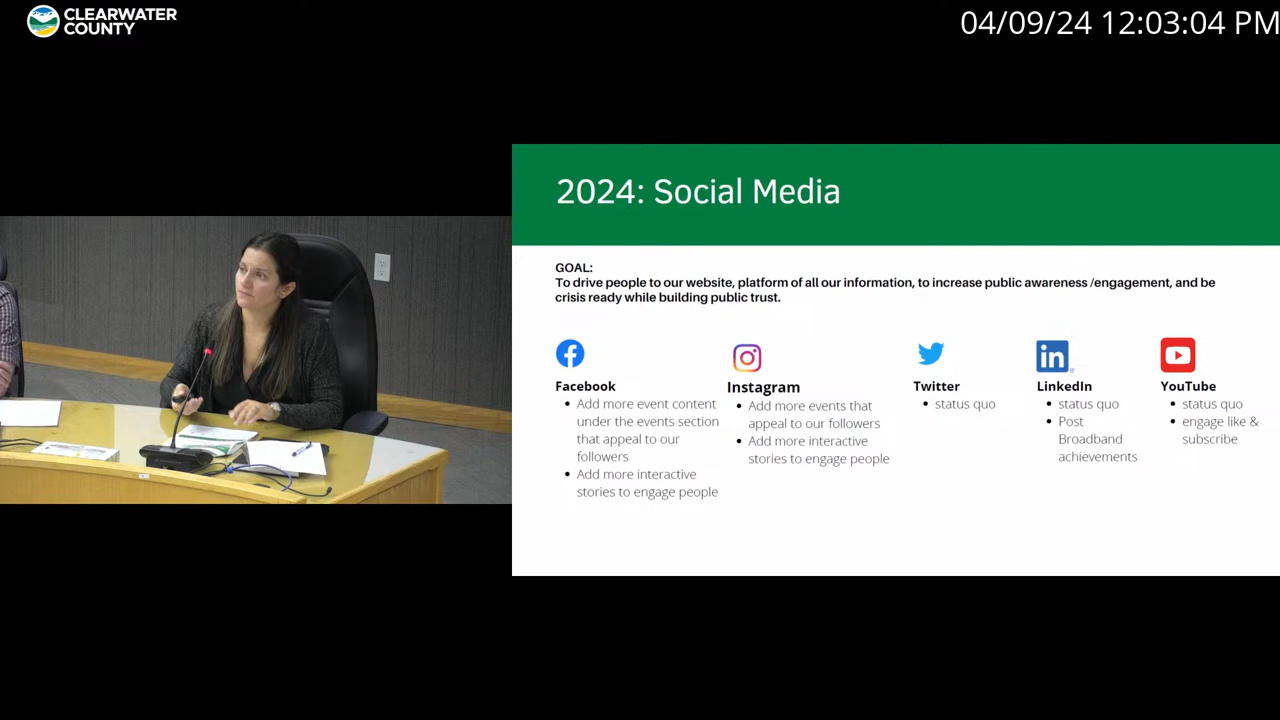 CLEARWATER
COUNTY
04/09/24 12:03:04 PM
2024: Social Media
GOAL:
To drive people to our website, platform of all our information, to increase public awareness /engagement, and be
crisis ready while building public trust.
Facebook
• Add more event content
under the events section
that appeal to our
followers
• Add more interactive
stories to engage people
Instagram
• Add more events that
appeal to our followers
• Add more interactive
stories to engage people
Twitter
• status quo
in
LinkedIn
• status quo
• Post
Broadband
achievements
YouTube
• status quo
• engage like &
subscribe